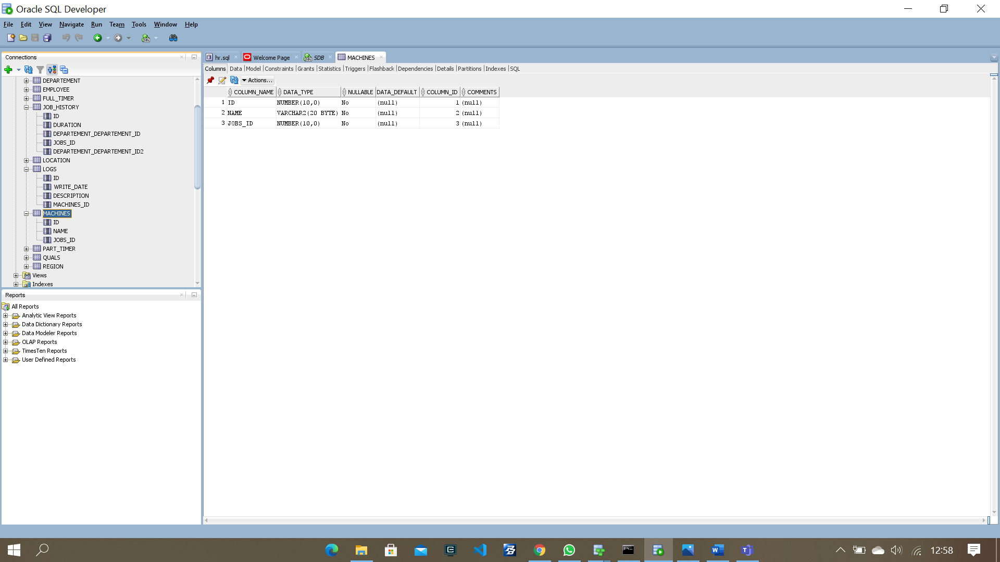 Oracle SQL Developer
File Edit View Navigate Run Team Tools Window Help
Connections
DEPARTEMENT
EMPLOYEE
FULL_TIMER
JOB_HISTORY
ID
DURATION
DEPARTEMENT_DEPARTEMENT_ID
JOBS_ID
DEPARTEMENT_DEPARTEMENT_ID2
LOCATION
LOGS
ID
WRITE_DATE
DESCRIPTION
MACHINES_ID
MACHINES
ID
NAME
JOBS_ID
PART_TIMER
QUALS
REGION
Views
Indexes
Reports
All Reports
Analytic View Reports
Data Dictionary Reports
Data Modeler Reports
OLAP Reports
TimesTen Reports
User Defined Reports
hr.sql Welcome Page SDB MACHINES
Columns Data Model Constraints Grants Statistics Triggers Flashback Dependencies Details Partitions Indexes SQL
Actions...
COLUMN_NAME DATA_TYPE NULLABLE DATA_DEFAULT COLUMN_ID COMMENTS
1 ID NUMBER(10,0) No (null) 1 (null)
2 NAME VARCHAR2(20 BYTE) No (null) 2 (null)
3 JOBS_ID NUMBER(10,0) No (null) 3 (null)
12:58